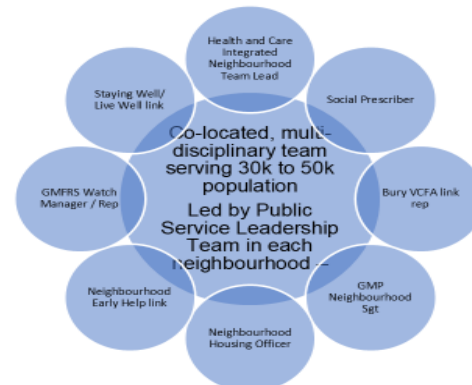 Health and Care
Integrated
Neighbourhood
Team Lead
Staying Well/
Live Well link
Social Prescriber
Co-located, multi-
disciplinary team
serving 30k to 50k
population
Led by Public
Service Leadership
Team in each
neighbourhood –
GMFRS Watch
Manager / Rep
Bury VCFA link
rep
Neighbourhood
Early Help link
GMP
Neighbourhood
Sgt
Neighbourhood
Housing Officer